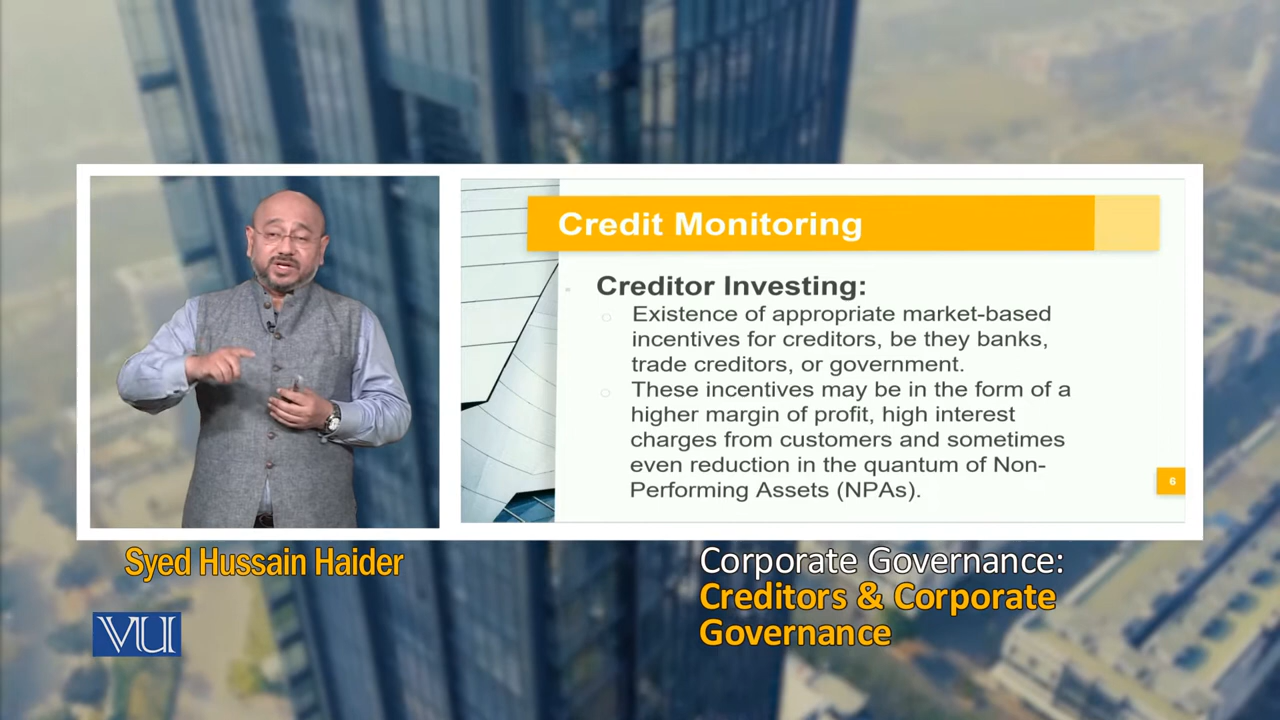 Credit Monitoring
Creditor Investing:
Existence of appropriate market-based
incentives for creditors, be they banks,
trade creditors, or government.
These incentives may be in the form of a
higher margin of profit, high interest
charges from customers and sometimes
even reduction in the quantum of Non-
Performing Assets (NPAs).
6
Syed Hussain Haider
Corporate Governance:
Creditors & Corporate
Governance
VU